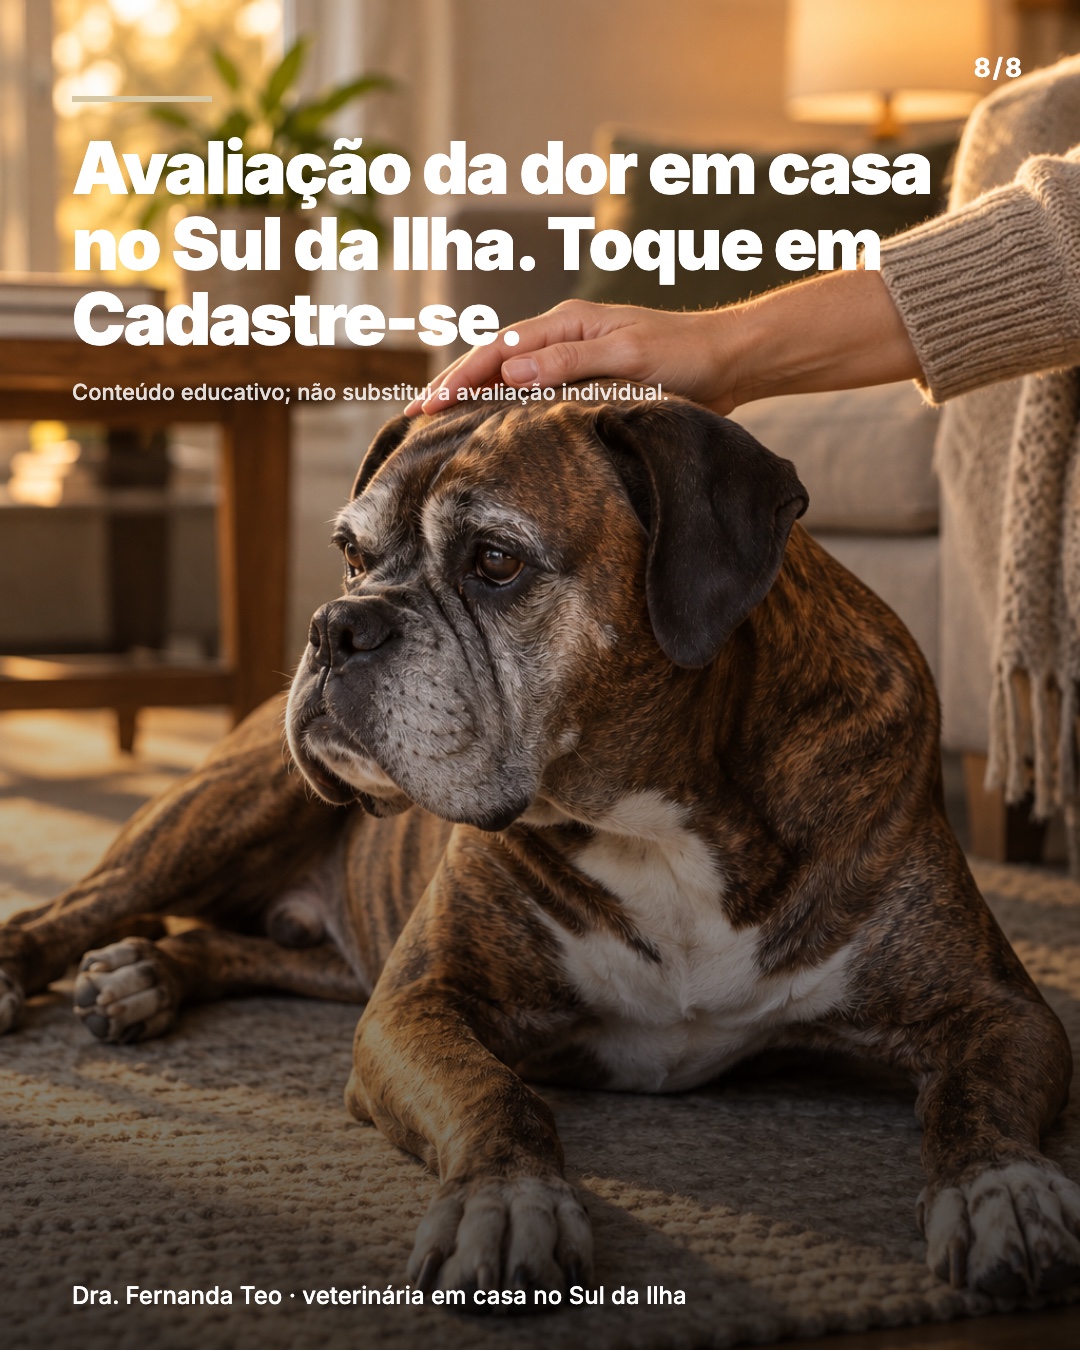 8/8
Avaliação da dor em casa
no Sul da Ilha. Toque em
Cadastre-se.
Conteúdo educativo; não substitui a avaliação individual.
Dra. Fernanda Teo · veterinária em casa no Sul da Ilha